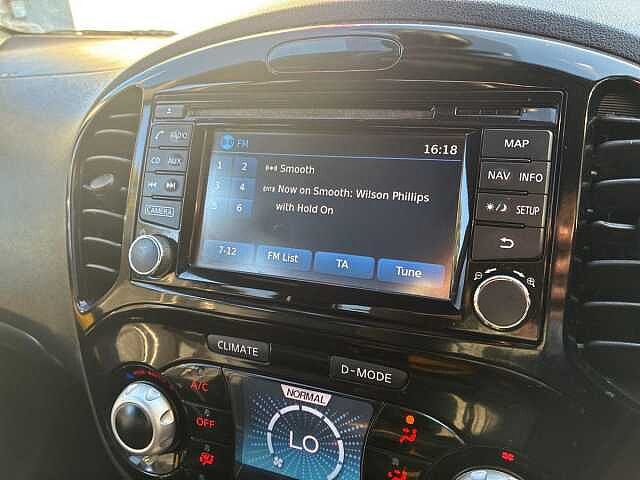 RADIO
CD AUX
CAMERA
FM
16:18
1 2
3 4
5 6
7-12
Smooth
Now on Smooth: Wilson Phillips
with Hold On
FM List
TA
Tune
MAP
NAV INFO
SETUP
CLIMATE
D-MODE
A/C
OFF
NORMAL
LO